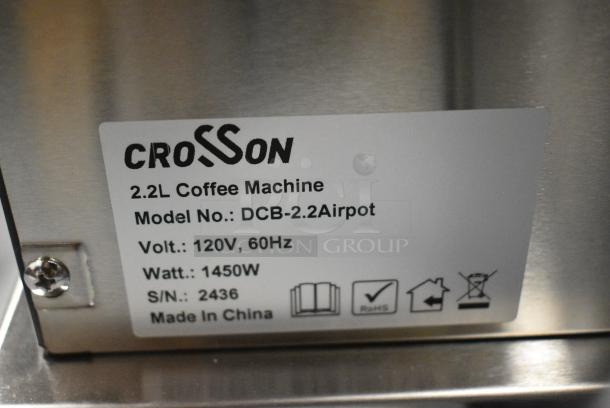 CROSSON
2.2L Coffee Machine
Model No.: DCB-2.2Airpot
Volt.: 120V, 60Hz
Watt.: 1450W
S/N.: 2436
Made In China
RoHS